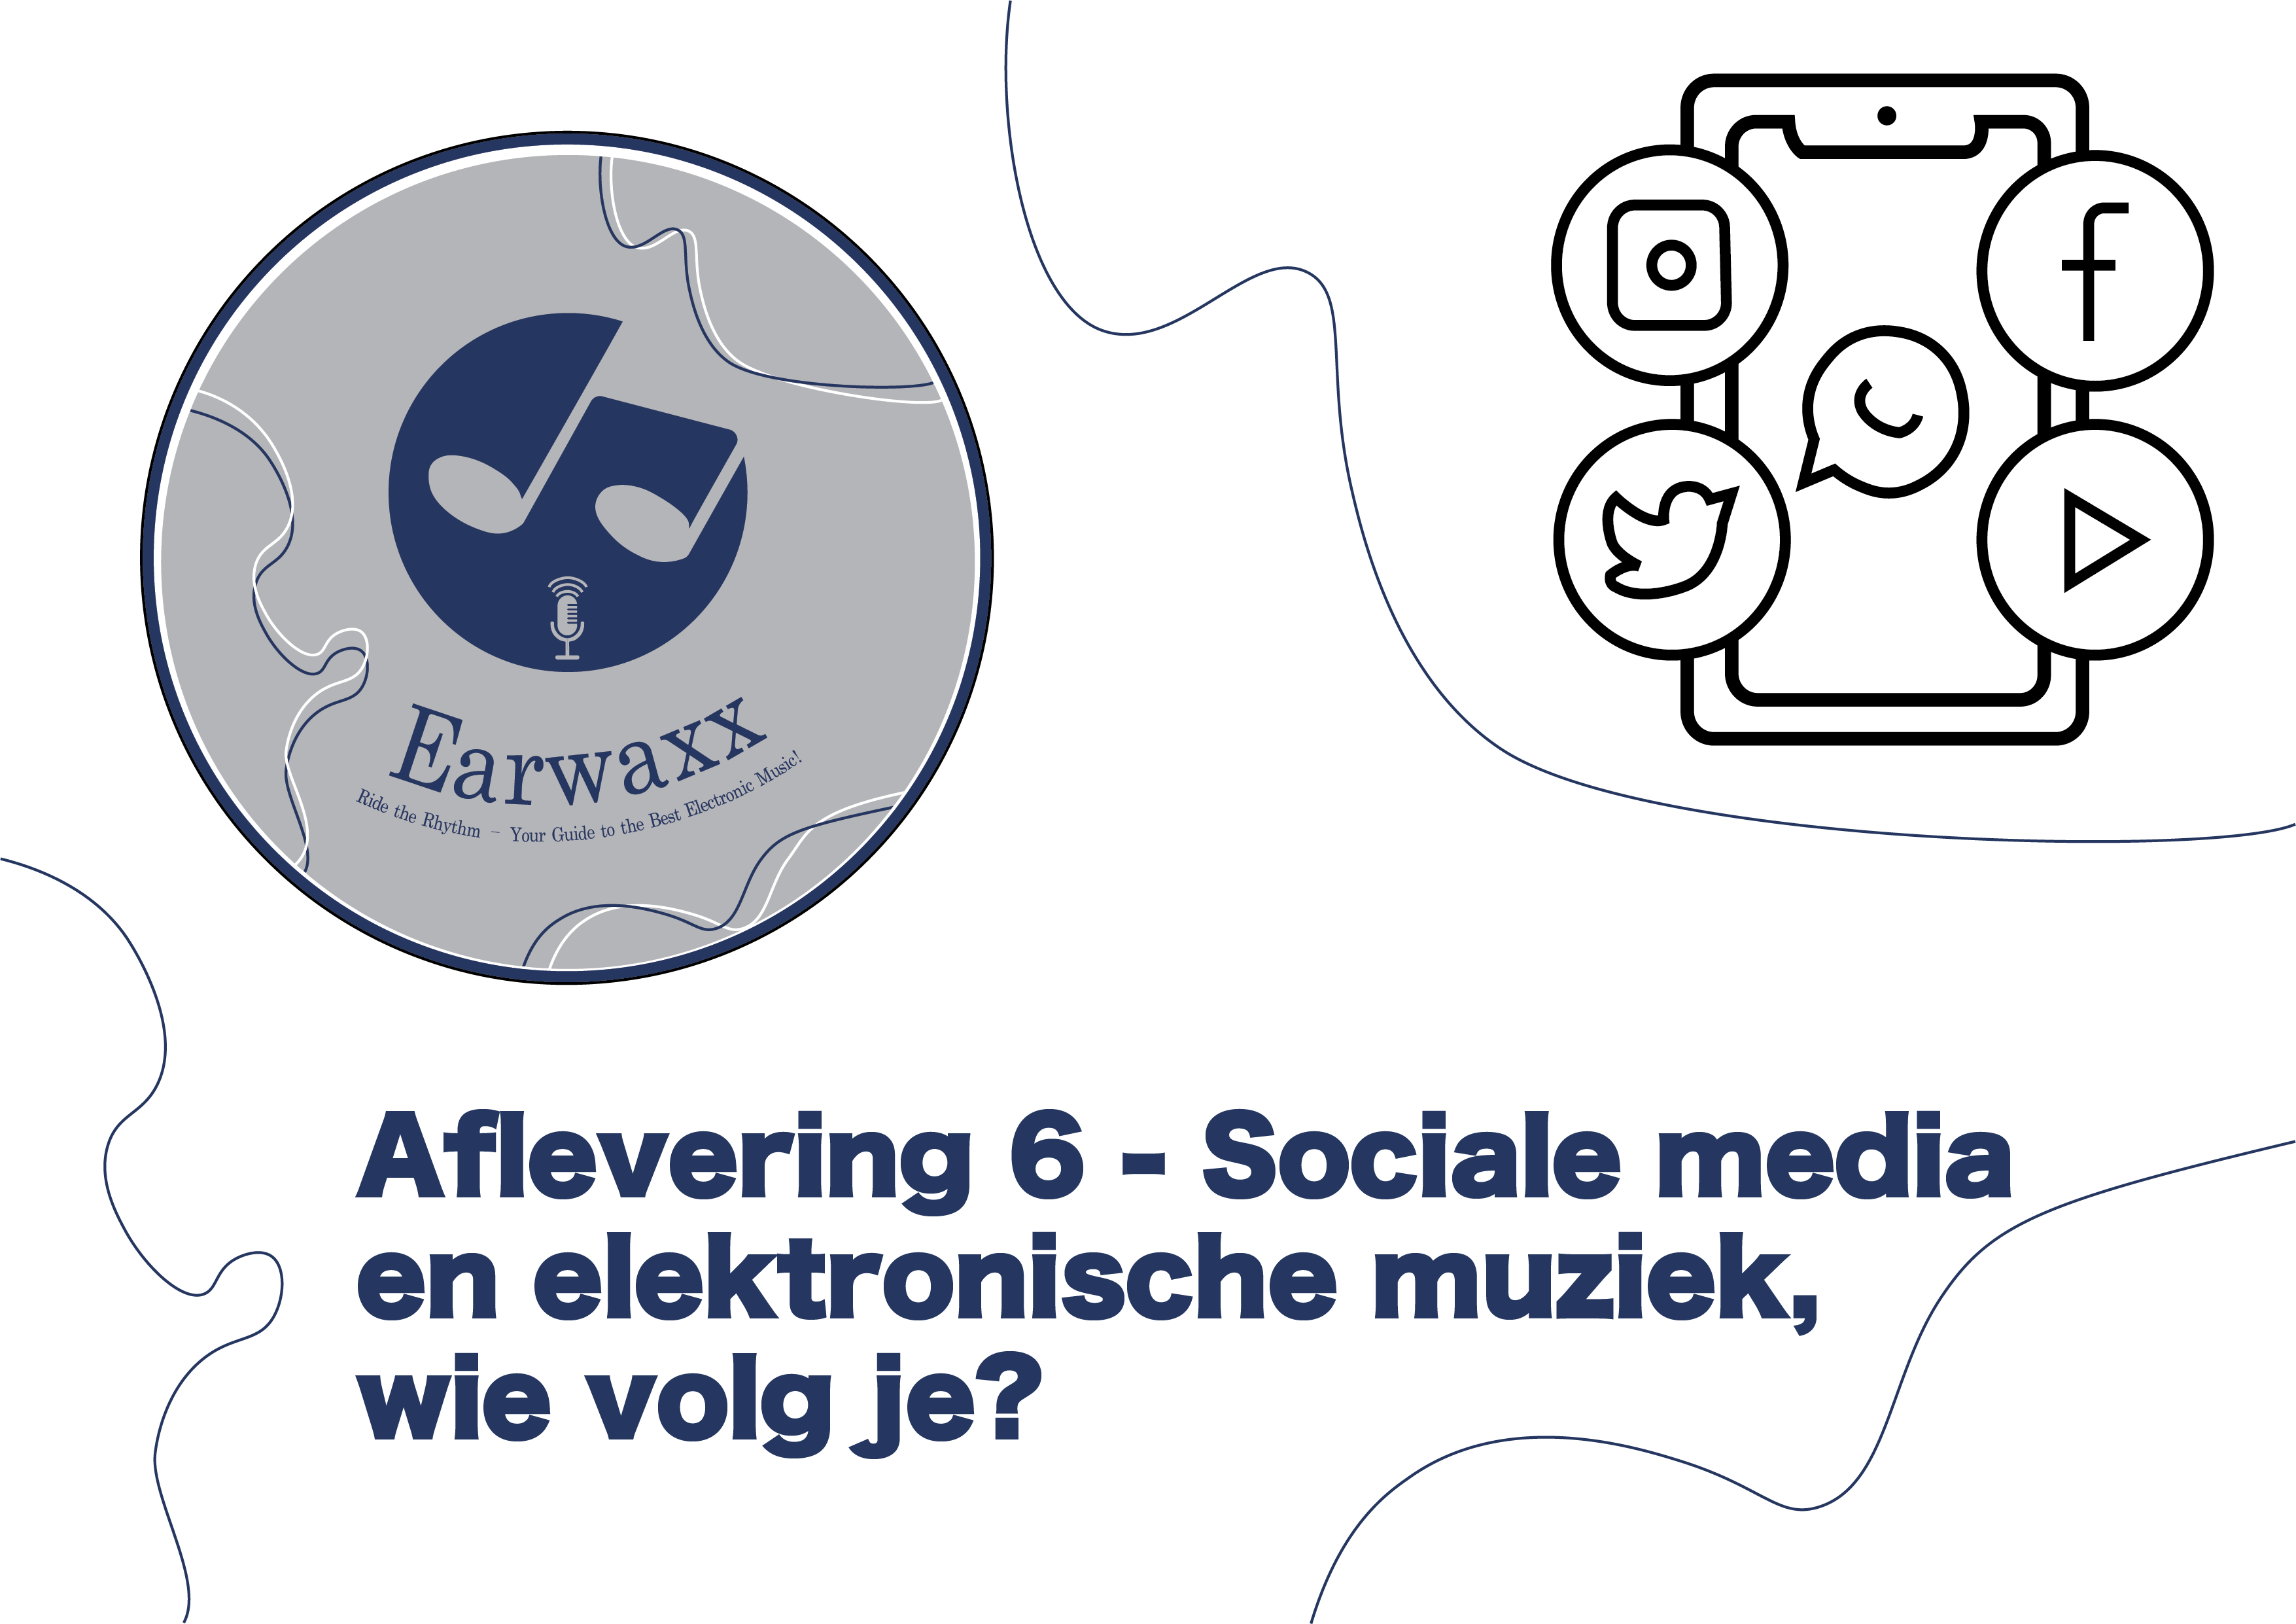 Earwaxx
Ride the Rhythm – Your Guide to the Best Electronic Music!
Aflevering 6 - Sociale media
en elektronische muziek,
wie volg je?